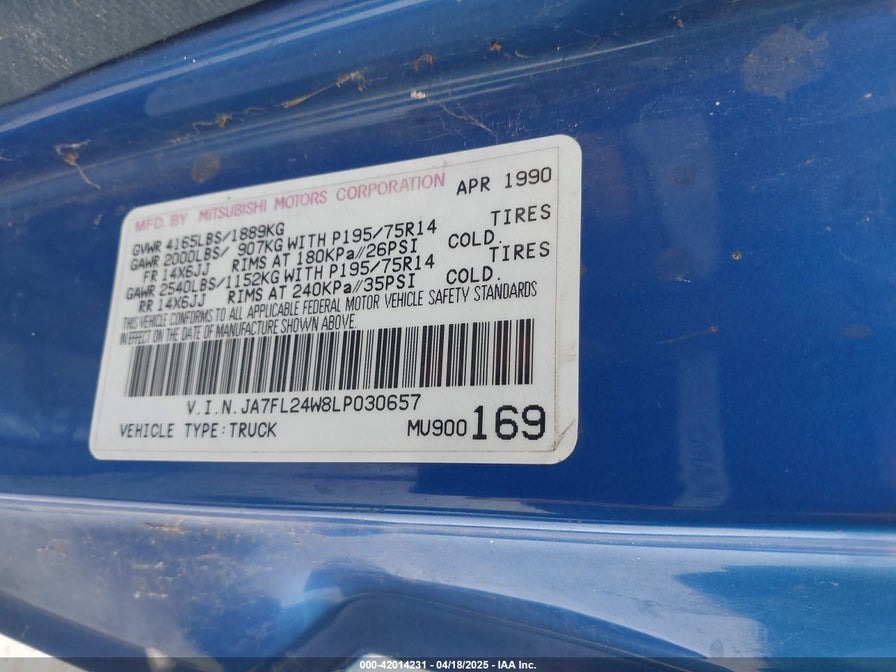 MFD. BY MITSUBISHI MOTORS CORPORATION APR 1990
GVWR 4165LBS/1889KG
GAWR 2000LBS/ 907KG WITH P195/75R14 TIRES
FR 14X6JJ RIMS AT 180KPa//26PSI COLD.
GAWR 2540LBS/1152KG WITH P195/75R14 TIRES
RR 14X6JJ RIMS AT 240KPa//35PSI COLD.
THIS VEHICLE CONFORMS TO ALL APPLICABLE FEDERAL MOTOR VEHICLE SAFETY STANDARDS
IN EFFECT ON THE DATE OF MANUFACTURE SHOWN ABOVE.
V.I.N.JA7FL24W8LP030657
VEHICLE TYPE:TRUCK MU900169
000-42014231 - 04/18/2025 - IAA Inc.